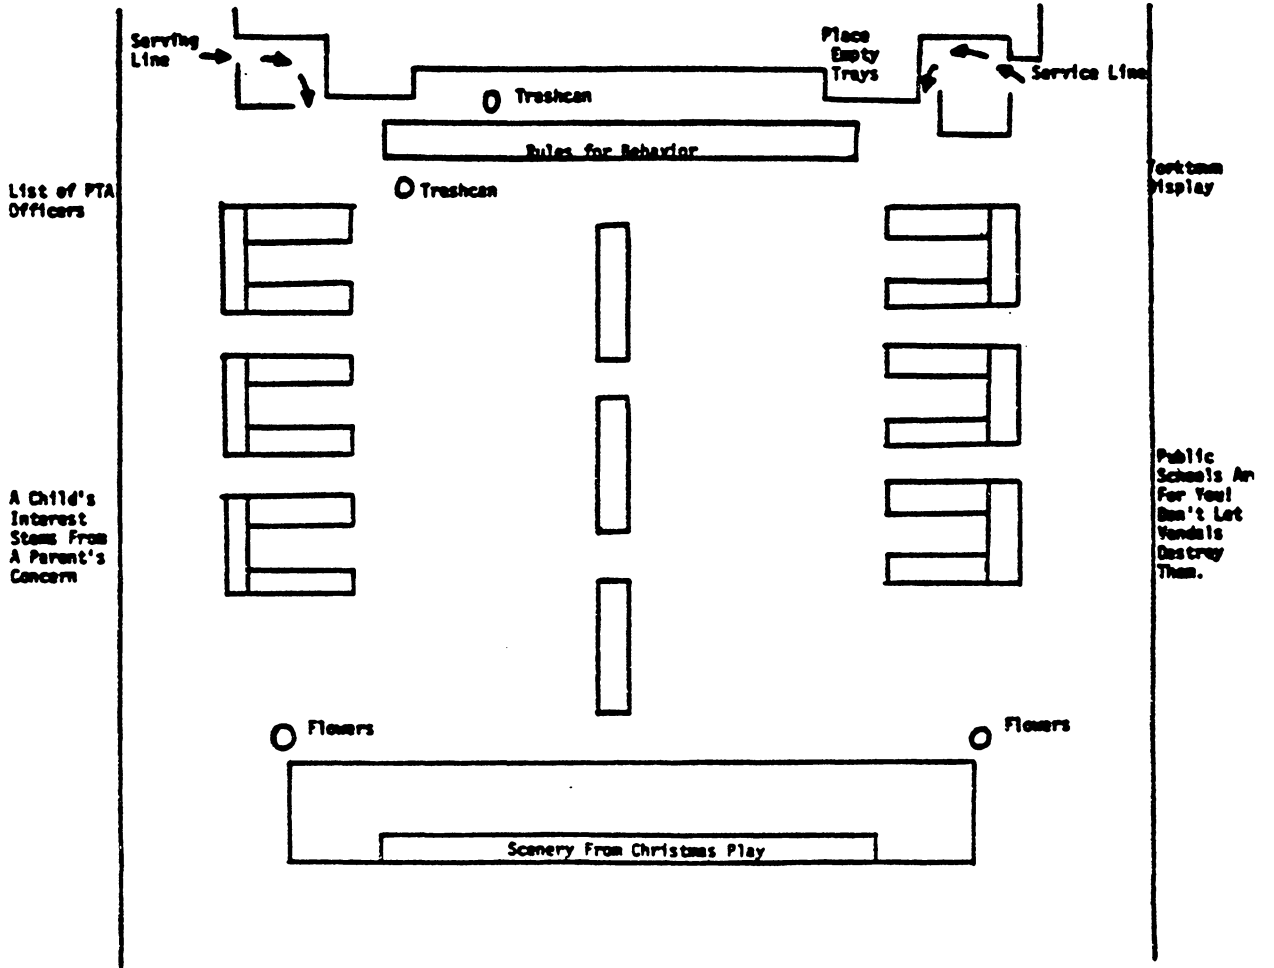 Serving
Line
Place
Empty
Trays
Service Line
Trashcan
Rules for Behavior
Trashcan
List of PTA
Officers
Display
A Child's
Interest
Stems From
A Parent's
Concern
Public
Schools Ar
For You!
Don't Let
Vandals
Destroy
Them.
Flowers
Flowers
Scenery From Christmas Play